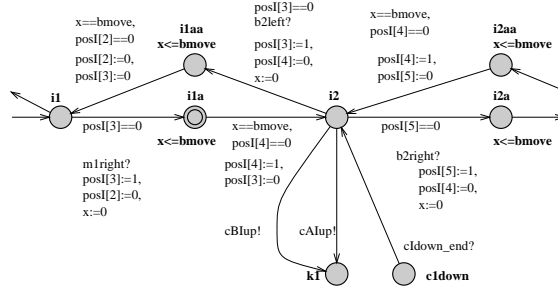 x==bmove,
posI[2]==0
posI[2]:=0,
posI[3]:=0
i1aa
x<=bmove
posI[3]==0
b2left?
posI[3]:=1,
posI[4]:=0,
x:=0
x==bmove,
posI[4]==0
posI[4]:=1,
posI[5]:=0
i2aa
x<=bmove
i1
i1a
i2
i2a
posI[3]==0
x<=bmove
x==bmove,
posI[4]==0
posI[4]:=1,
posI[3]:=0
posI[5]==0
x<=bmove
m1right?
posI[3]:=1,
posI[2]:=0,
x:=0
b2right?
posI[5]:=1,
posI[4]:=0,
x:=0
cBIup!
cAIup!
cIdown_end?
k1
c1down